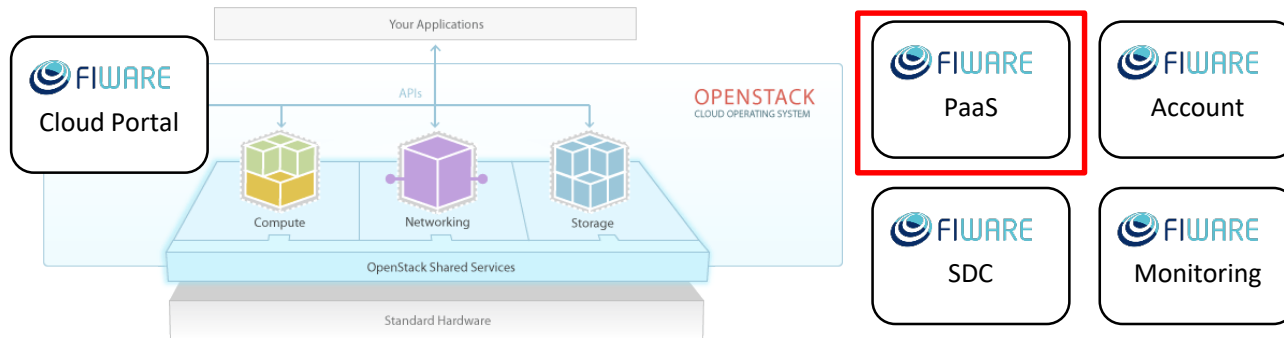 Your Applications
FIWARE
Cloud Portal
APIs
OPENSTACK
CLOUD OPERATING SYSTEM
Compute
Networking
Storage
OpenStack Shared Services
Standard Hardware
FIWARE
PaaS
FIWARE
Account
FIWARE
SDC
FIWARE
Monitoring